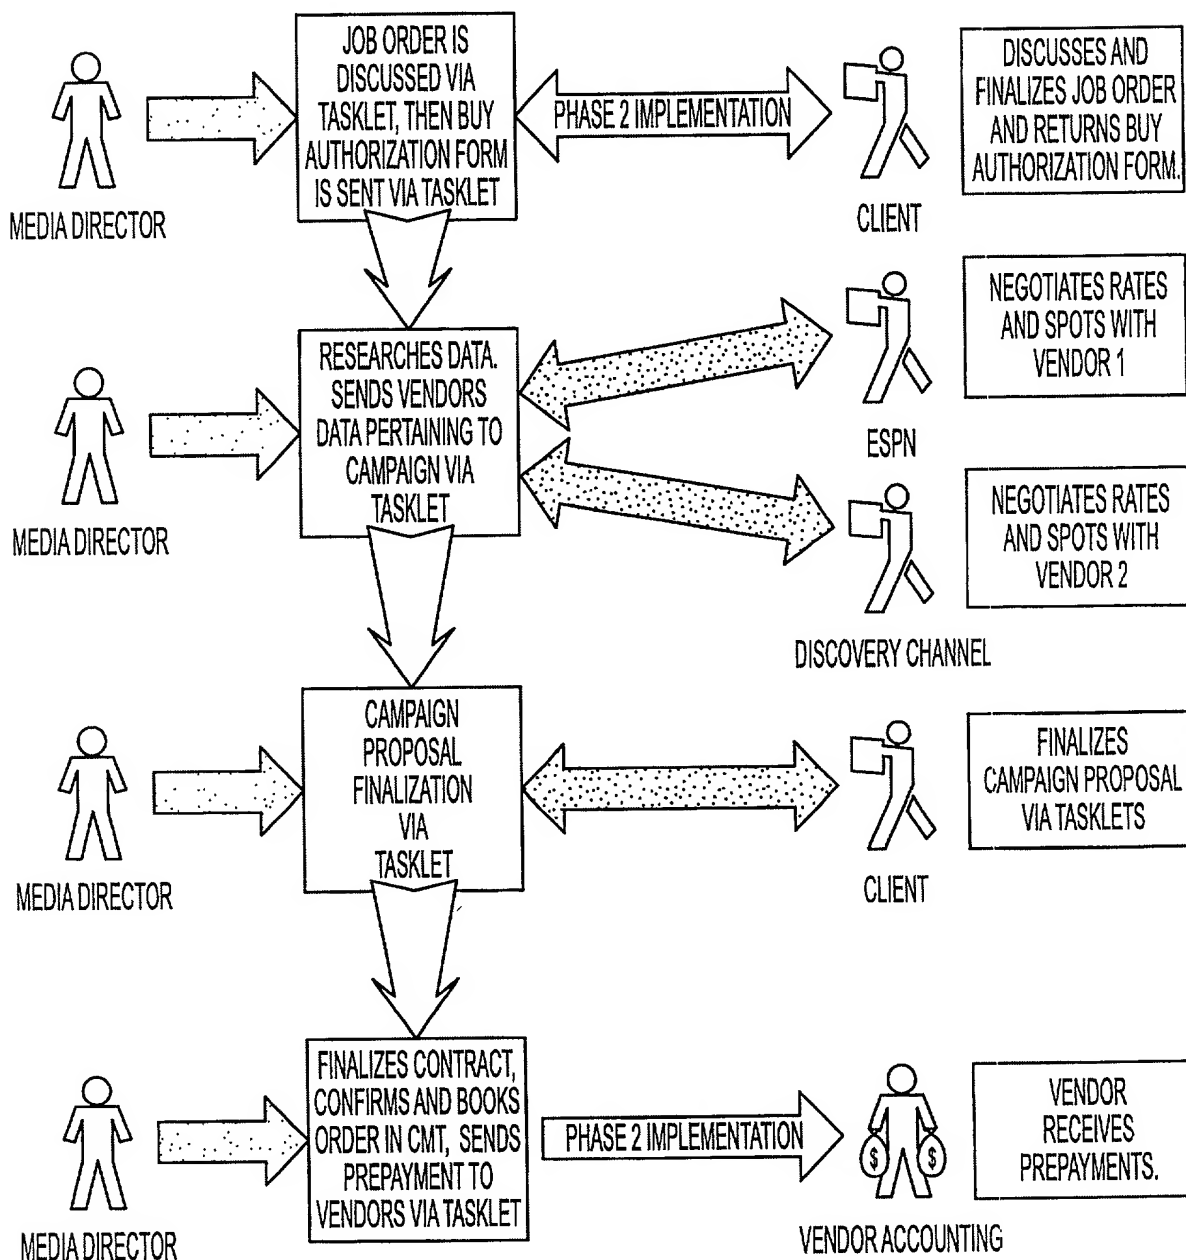 JOB ORDER IS
DISCUSSED VIA
TASKLET, THEN BUY
AUTHORIZATION FORM
IS SENT VIA TASKLET
MEDIA DIRECTOR
PHASE 2 IMPLEMENTATION
CLIENT
DISCUSSES AND
FINALIZES JOB ORDER
AND RETURNS BUY
AUTHORIZATION FORM.
RESEARCHES DATA.
SENDS VENDORS
DATA PERTAINING TO
CAMPAIGN VIA
TASKLET
MEDIA DIRECTOR
ESPN
NEGOTIATES RATES
AND SPOTS WITH
VENDOR 1
DISCOVERY CHANNEL
NEGOTIATES RATES
AND SPOTS WITH
VENDOR 2
CAMPAIGN
PROPOSAL
FINALIZATION
VIA
TASKLET
MEDIA DIRECTOR
CLIENT
FINALIZES
CAMPAIGN PROPOSAL
VIA TASKLETS
FINALIZES CONTRACT,
CONFIRMS AND BOOKS
ORDER IN CMT, SENDS
PREPAYMENT TO
VENDORS VIA TASKLET
MEDIA DIRECTOR
PHASE 2 IMPLEMENTATION
$ $
VENDOR ACCOUNTING
VENDOR
RECEIVES
PREPAYMENTS.